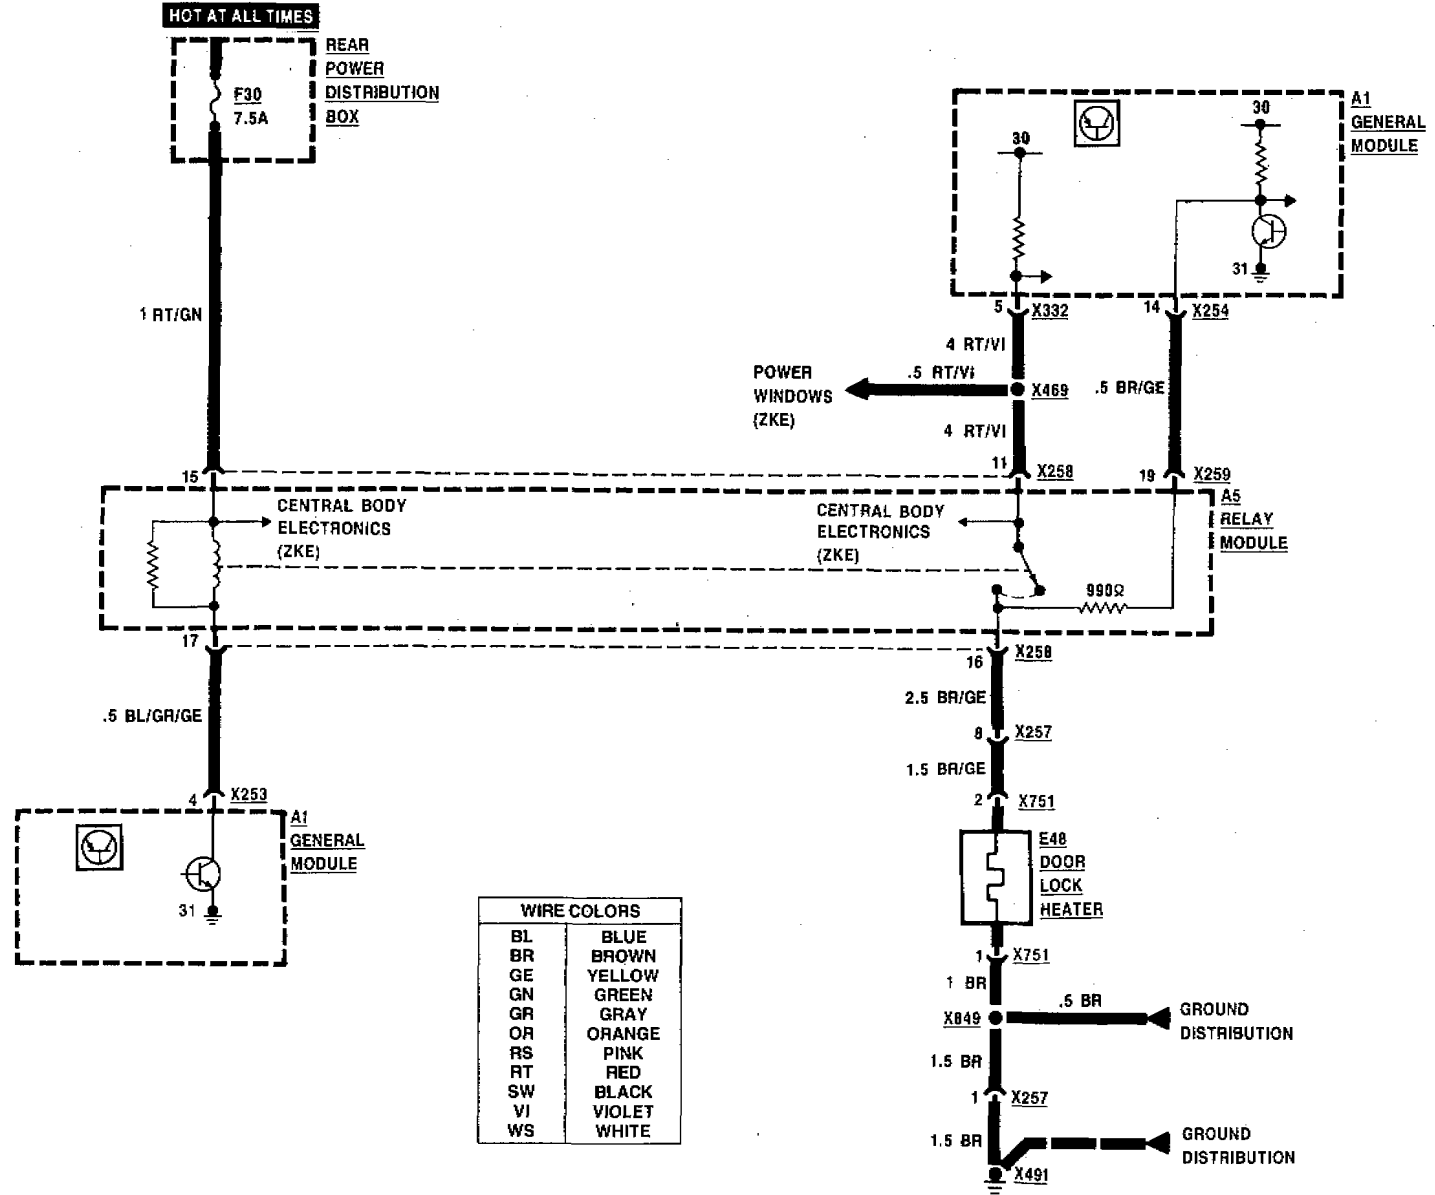 HOT AT ALL TIMES
REAR
POWER
DISTRIBUTION
BOX
F30
7.5A
1 RT/GN
A1
GENERAL
MODULE
30
30
31
5
X332
14
X254
4 RT/VI
.5 RT/VI
X469
.5 BR/GE
POWER
WINDOWS
(ZKE)
4 RT/VI
15
11
X258
19
X259
CENTRAL BODY
ELECTRONICS
(ZKE)
CENTRAL BODY
ELECTRONICS
(ZKE)
A5
RELAY
MODULE
990Ω
17
16
X258
.5 BL/GR/GE
2.5 BR/GE
8
X257
1.5 BR/GE
4
X253
2
X751
A1
GENERAL
MODULE
31
E48
DOOR
LOCK
HEATER
1
X751
1 BR
X849
.5 BR
GROUND
DISTRIBUTION
1.5 BR
1
X257
1.5 BR
GROUND
DISTRIBUTION
X491
WIRE COLORS
BL BLUE
BR BROWN
GE YELLOW
GN GREEN
GR GRAY
OR ORANGE
RS PINK
RT RED
SW BLACK
VI VIOLET
WS WHITE